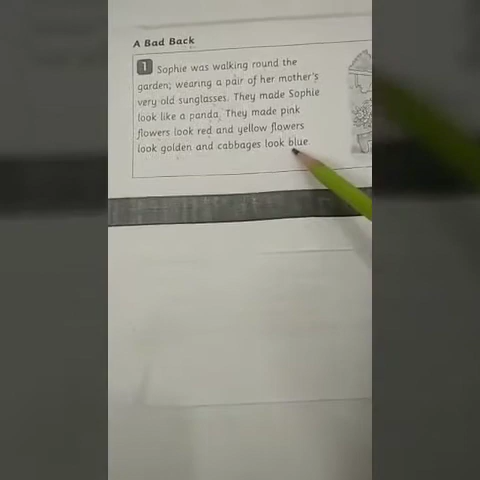 A Bad Back
1 Sophie was walking round the
garden; wearing a pair of her mother's
very old sunglasses. They made Sophie
look like a panda. They made pink
flowers look red and yellow flowers
look golden and cabbages look blue